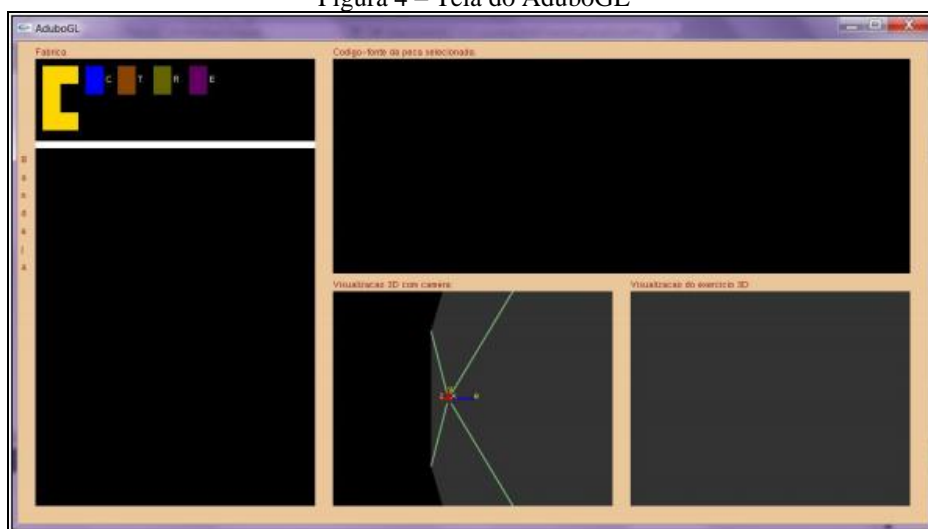 Figura 4 – Tela do AduboGL
AduboGL
Fabrica
C T R E
Codigo-fonte da peca selecionada:
B
a
n
d
e
j
a
Visualizacao 3D com camera:
Visualizacao do exercicio 3D